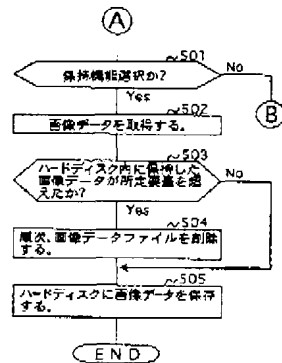 A
501
保持機能選択か?
No
Yes
B
502
画像データを取得する。
503
ハードディスク内に保持した
画像データが所定容量を超
えたか?
No
Yes
504
順次、画像データファイルを削除
する。
505
ハードディスクに画像データを保存
する。
END